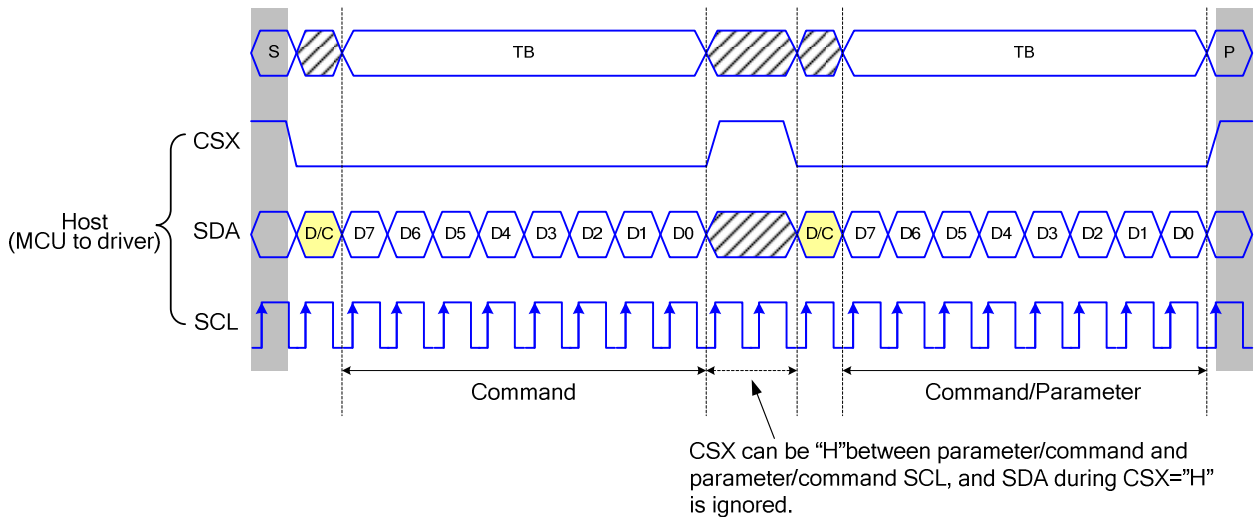 S TB TB P
CSX
Host
(MCU to driver)
SDA D/C D7 D6 D5 D4 D3 D2 D1 D0 D/C D7 D6 D5 D4 D3 D2 D1 D0
SCL
Command Command/Parameter
CSX can be “H”between parameter/command and
parameter/command SCL, and SDA during CSX=”H”
is ignored.